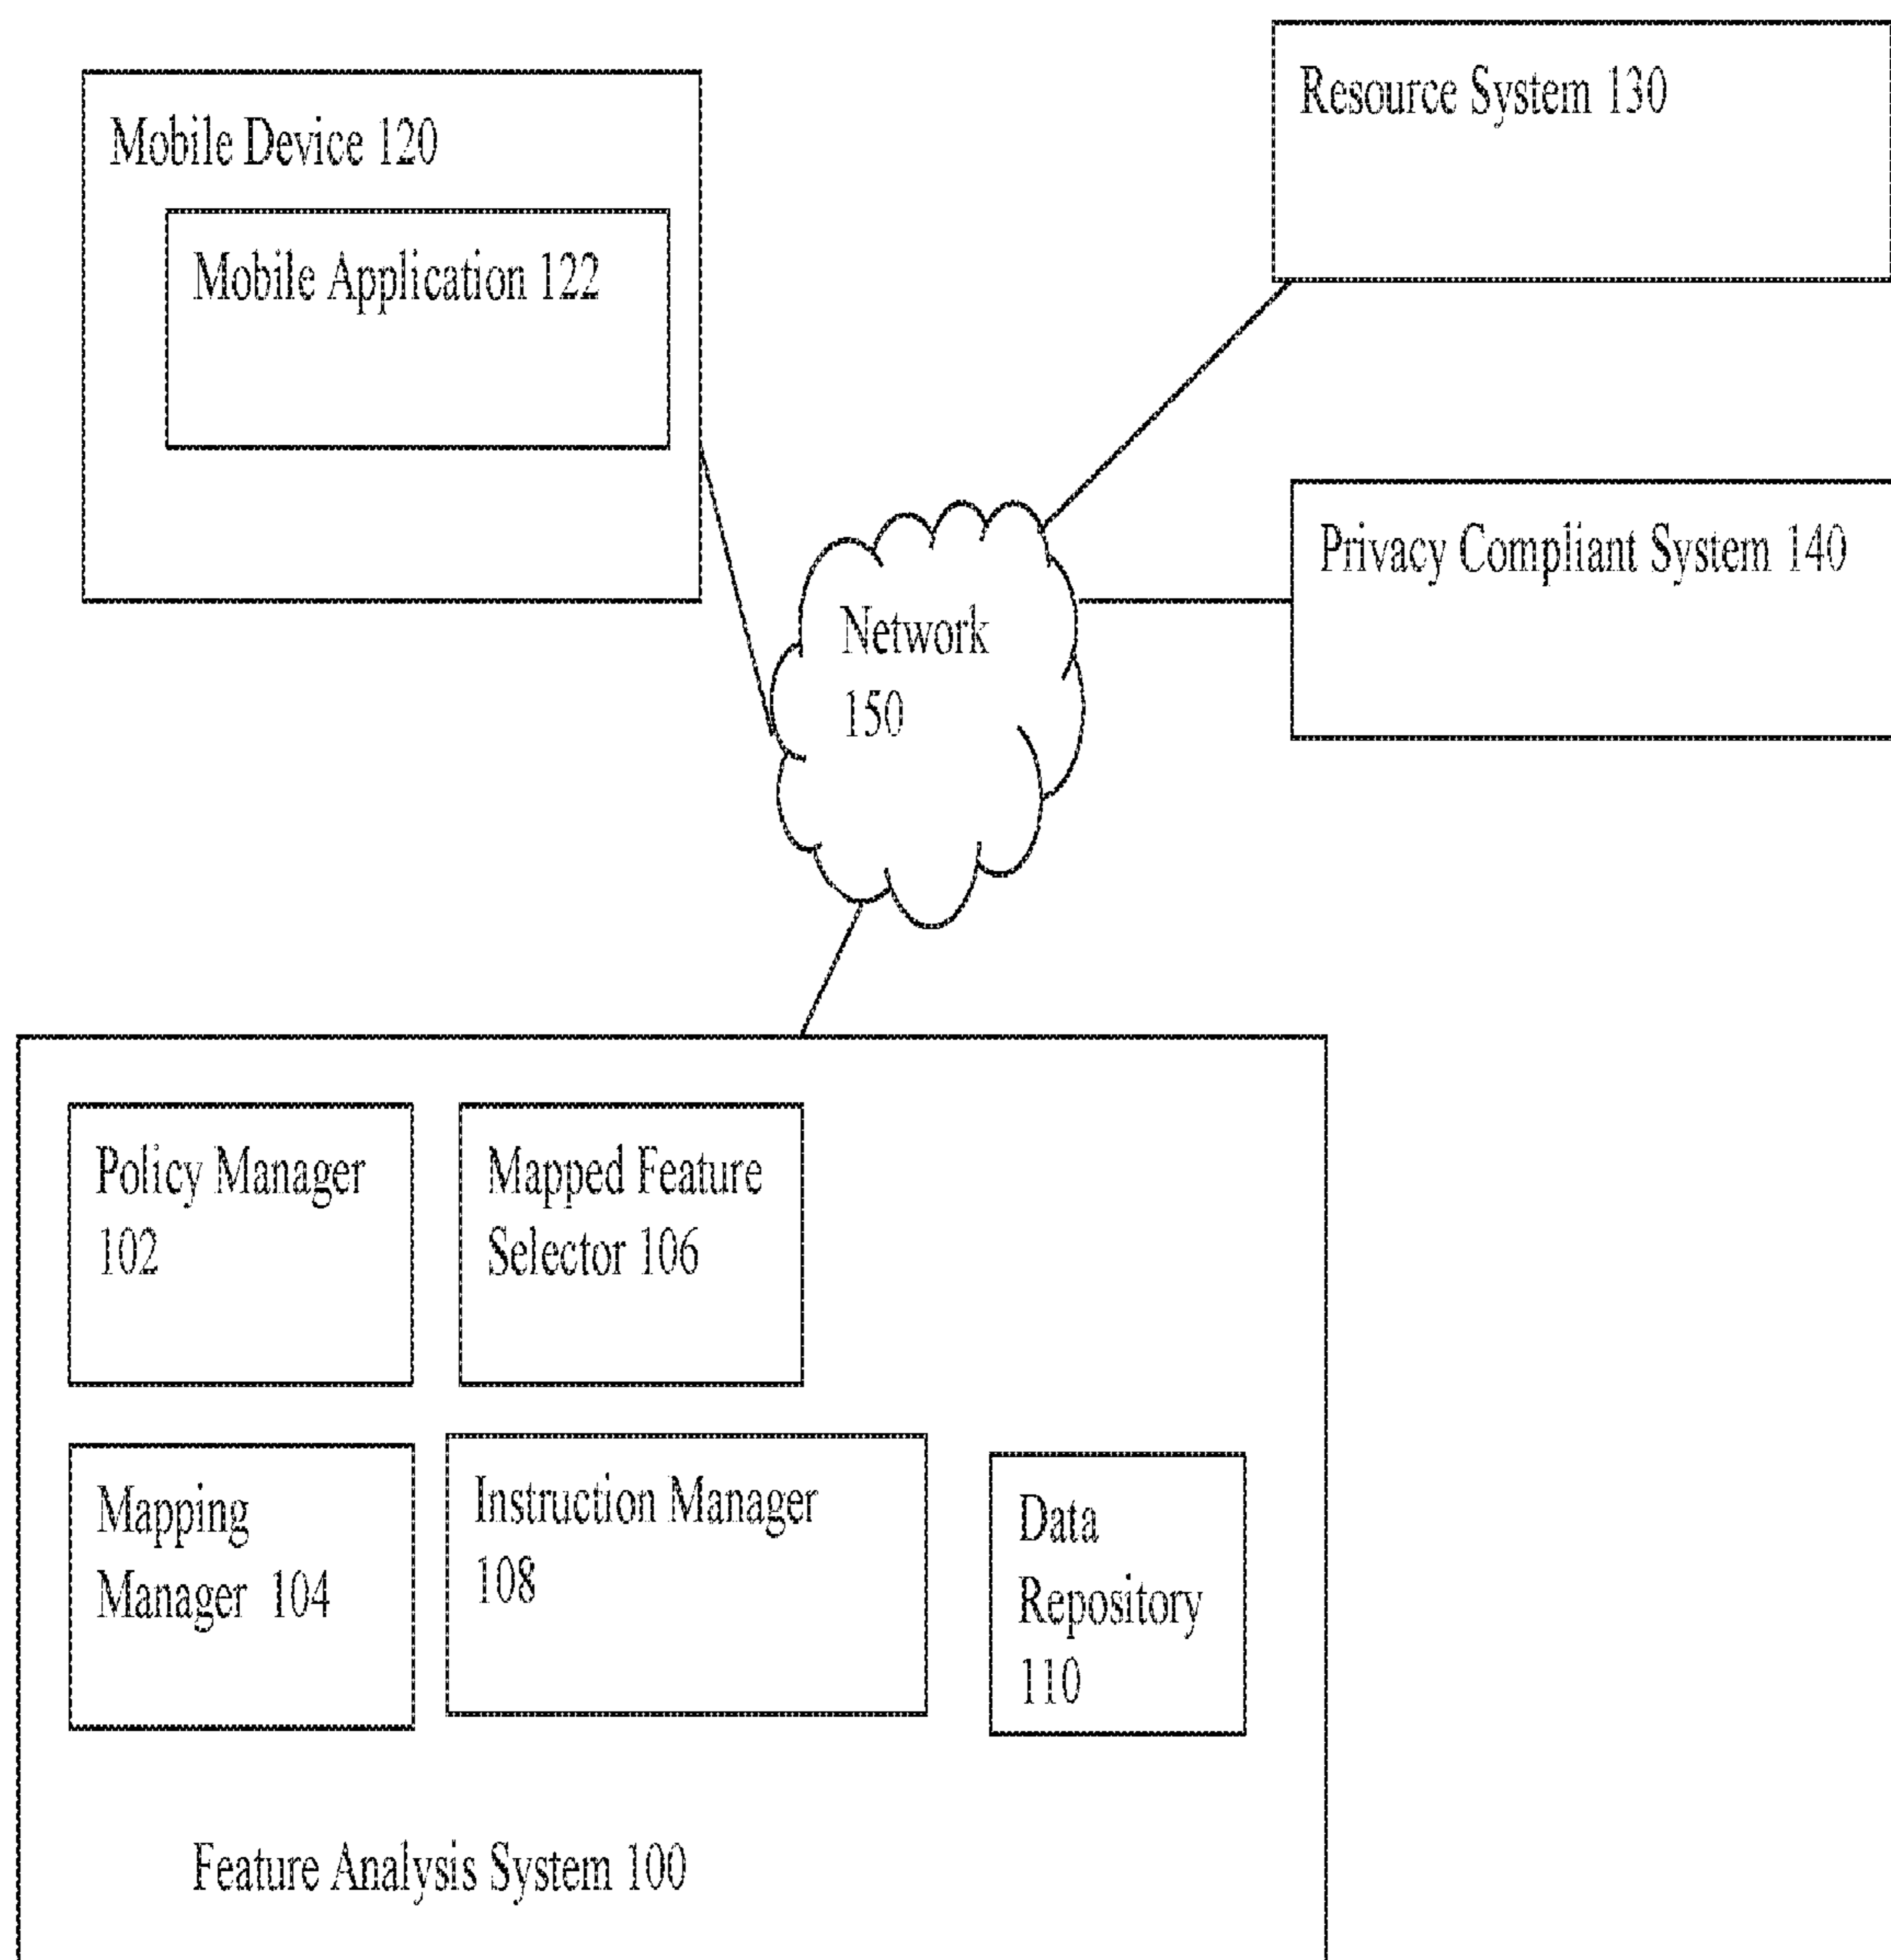 Mobile Device 120
Mobile Application 122
Resource System 130
Privacy Compliant System 140
Network
150
Policy Manager
102
Mapped Feature
Selector 106
Mapping
Manager 104
Instruction Manager
108
Data
Repository
110
Feature Analysis System 100